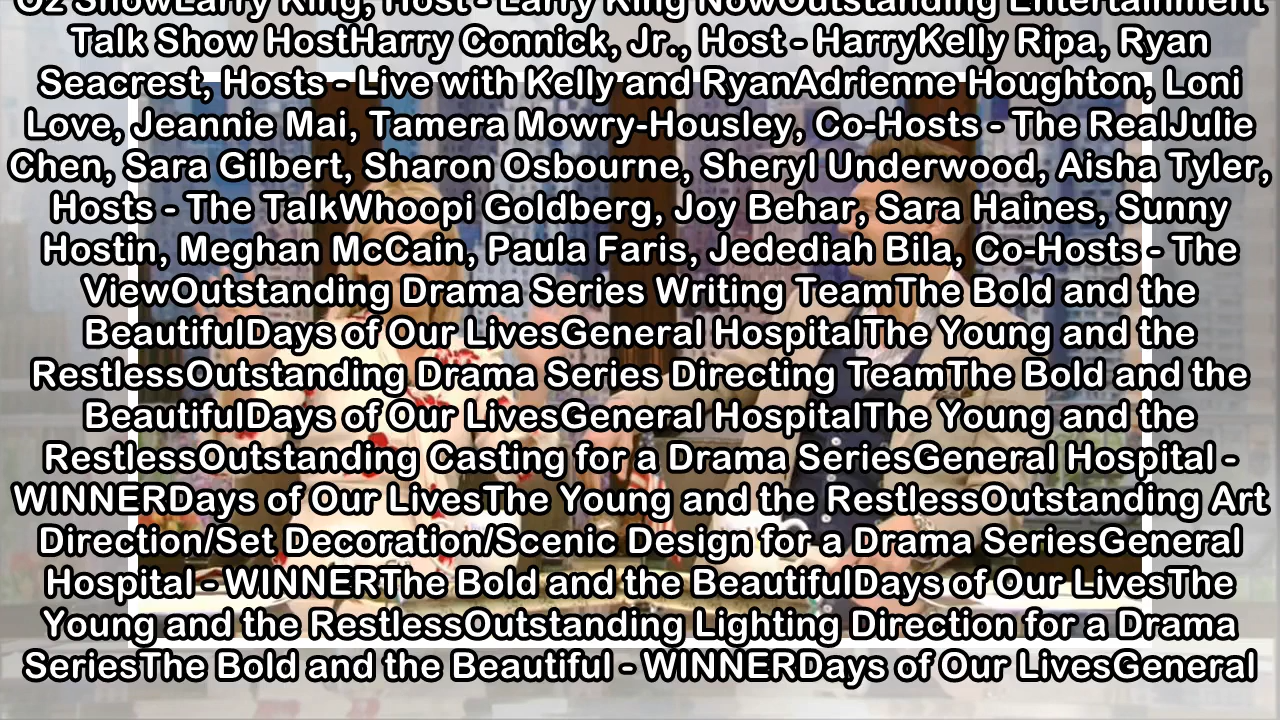 Oz ShowLarry King, Host - Larry King NowOutstanding Entertainment
Talk Show HostHarry Connick, Jr., Host - HarryKelly Ripa, Ryan
Seacrest, Hosts - Live with Kelly and RyanAdrienne Houghton, Loni
Love, Jeannie Mai, Tamera Mowry-Housley, Co-Hosts - The RealJulie
Chen, Sara Gilbert, Sharon Osbourne, Sheryl Underwood, Aisha Tyler,
Hosts - The TalkWhoopi Goldberg, Joy Behar, Sara Haines, Sunny
Hostin, Meghan McCain, Paula Faris, Jedediah Bila, Co-Hosts - The
ViewOutstanding Drama Series Writing TeamThe Bold and the
BeautifulDays of Our LivesGeneral HospitalThe Young and the
RestlessOutstanding Drama Series Directing TeamThe Bold and the
BeautifulDays of Our LivesGeneral HospitalThe Young and the
RestlessOutstanding Casting for a Drama SeriesGeneral Hospital -
WINNERDays of Our LivesThe Young and the RestlessOutstanding Art
Direction/Set Decoration/Scenic Design for a Drama SeriesGeneral
Hospital - WINNERThe Bold and the BeautifulDays of Our LivesThe
Young and the RestlessOutstanding Lighting Direction for a Drama
SeriesThe Bold and the Beautiful - WINNERDays of Our LivesGeneral